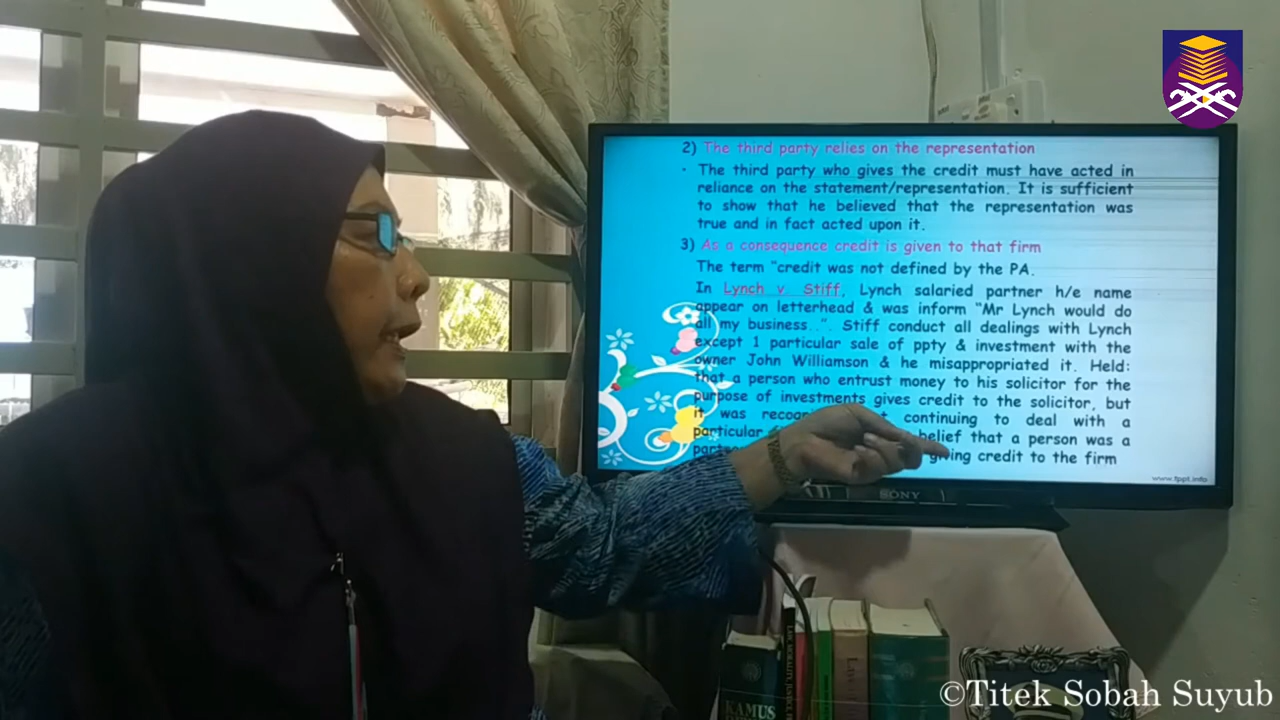 2) The third party relies on the representation
· The third party who gives the credit must have acted in
reliance on the statement/representation. It is sufficient
to show that he believed that the representation was
true and in fact acted upon it.
3) As a consequence credit is given to that firm
The term “credit was not defined by the PA.
In Lynch v. Stiff, Lynch salaried partner h/e name
appear on letterhead & was inform “Mr Lynch would do
all my business..”. Stiff conduct all dealings with Lynch
except 1 particular sale of ppty & investment with the
owner John Williamson & he misappropriated it. Held:
that a person who entrust money to his solicitor for the
purpose of investments gives credit to the solicitor, but
it was continuing to deal with a
particular belief that a person was a
giving credit to the firm
www.fppt.info
SONY
KAMUS
©Titek Sobah Suyub